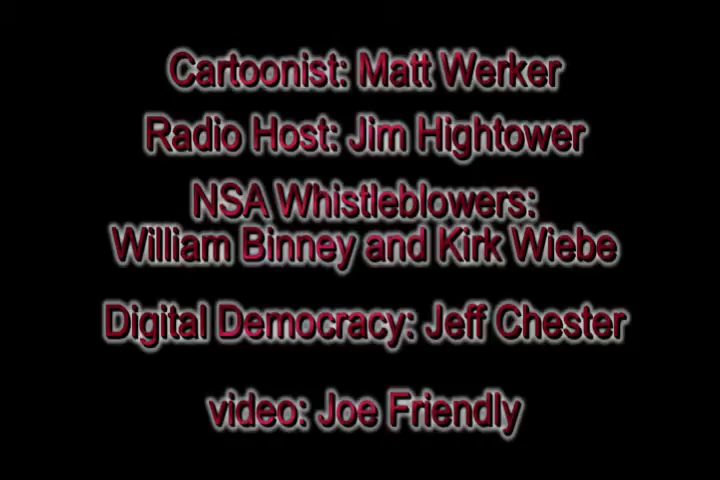 Cartoonist: Matt Werker
Radio Host: Jim Hightower
NSA Whistleblowers:
William Binney and Kirk Wiebe
Digital Democracy: Jeff Chester
video: Joe Friendly